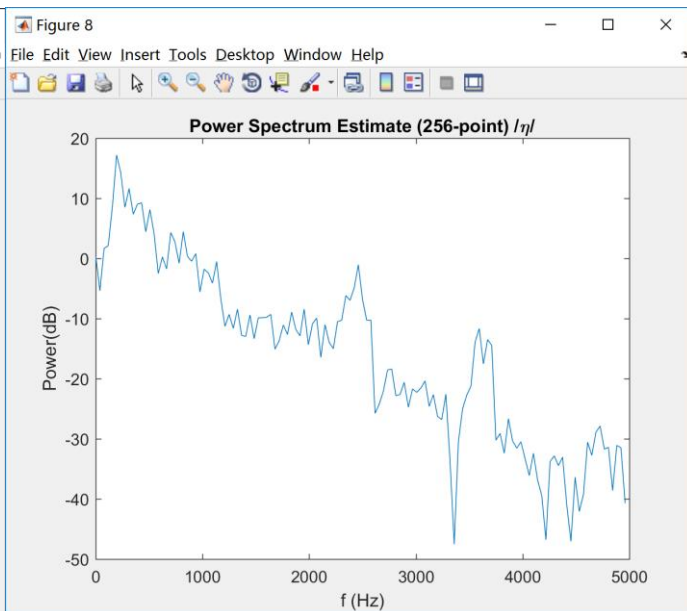 Figure 8
File Edit View Insert Tools Desktop Window Help
Power Spectrum Estimate (256-point) /η/
20
10
0
-10
-20
-30
-40
-50
Power(dB)
0 1000 2000 3000 4000 5000
f (Hz)